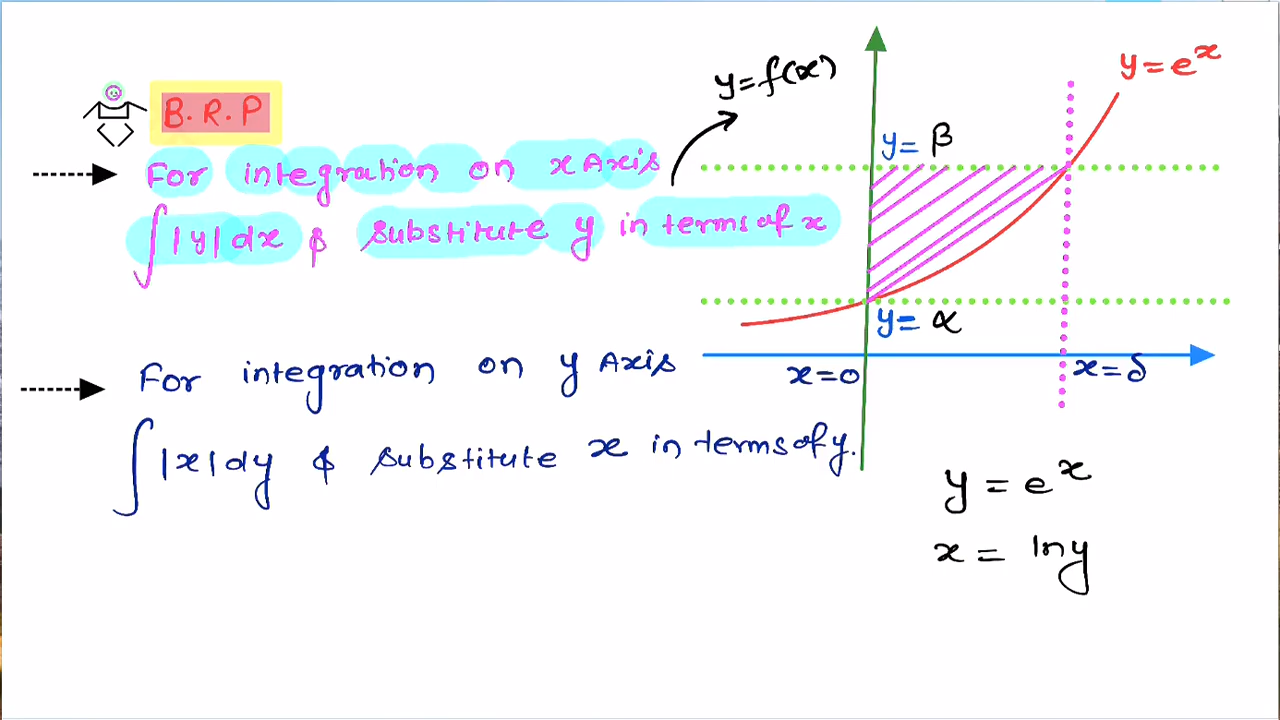 B.R.P
For integration on x Axis
∫|y|dx & substitute y in terms of x
For integration on y Axis
∫|x|dy & substitute x in terms of y.
y=f(x)
y=e^x
y= β
y= α
x=0
x=δ
y = e^x
x = ln y